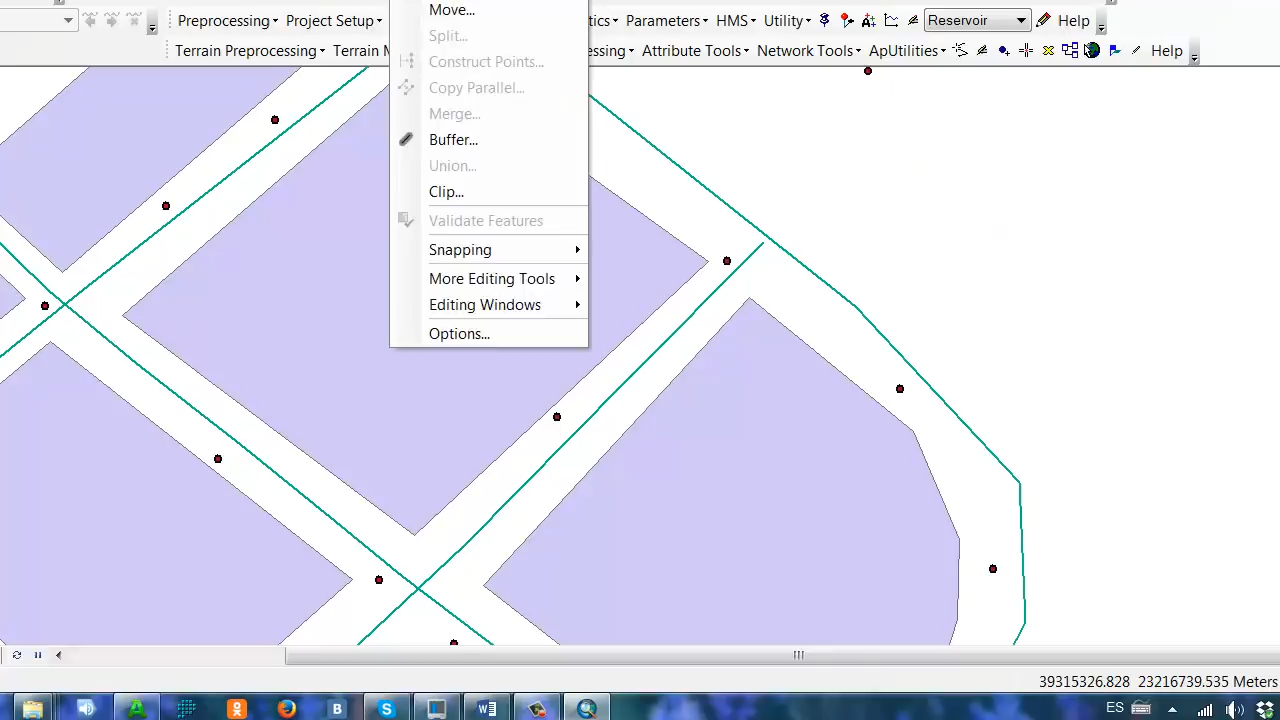 Preprocessing Project Setup
tics Parameters HMS Utility Reservoir Help
Terrain Preprocessing Terrain M
essing Attribute Tools Network Tools ApUtilities Help
Move...
Split...
Construct Points...
Copy Parallel...
Merge...
Buffer...
Union...
Clip...
Validate Features
Snapping
More Editing Tools
Editing Windows
Options...
39315326.828 23216739.535 Meters
ES